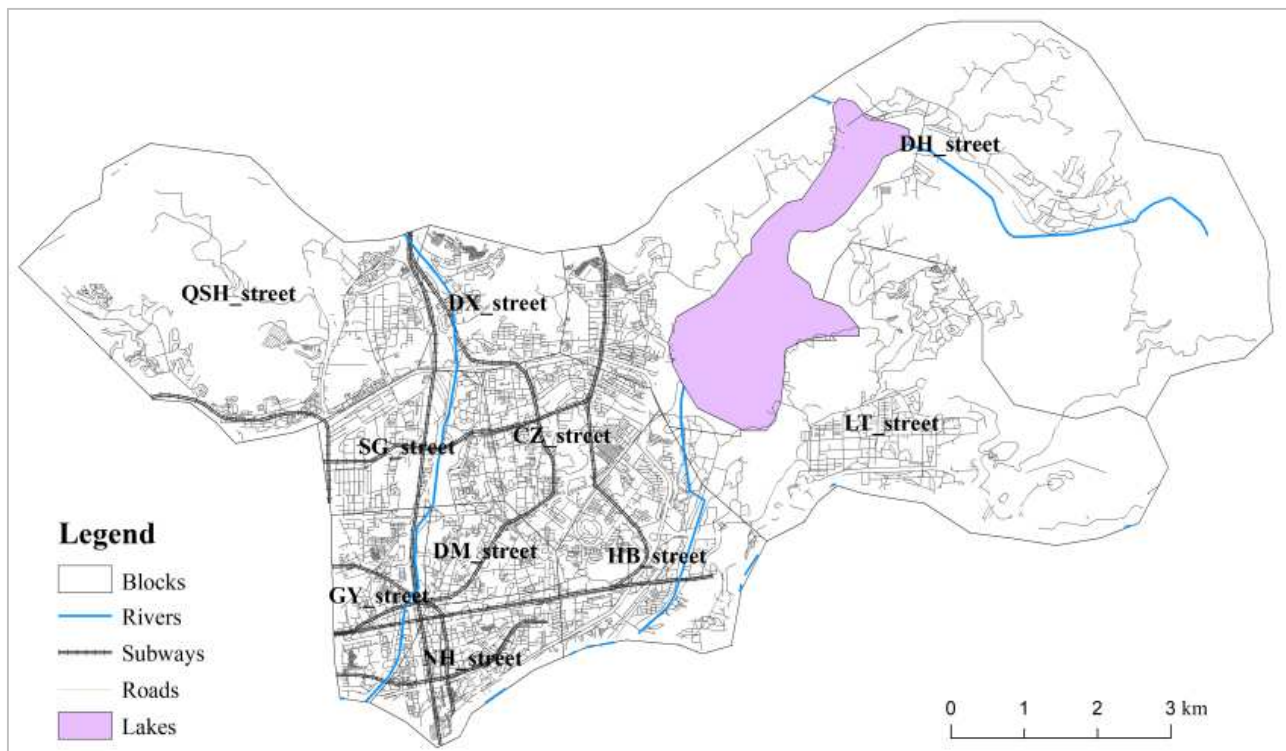 DH_street
QSH_street
DX_street
LT_street
SG_street
CZ_street
DM_street
HB_street
GY_street
NH_street
Legend
Blocks
Rivers
Subways
Roads
Lakes
0 1 2 3 km